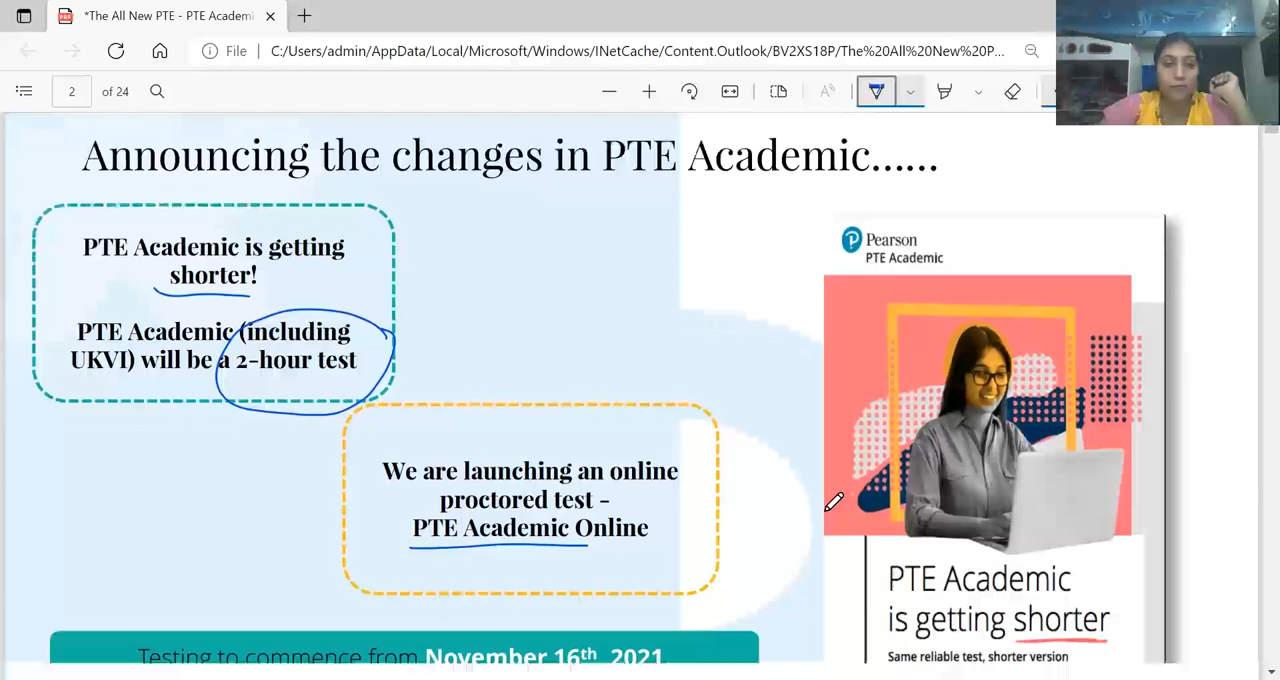 *The All New PTE - PTE Academi
File
C:/Users/admin/AppData/Local/Microsoft/Windows/INetCache/Content.Outlook/BV2XS18P/The%20All%20New%20P...
2 of 24
Announcing the changes in PTE Academic......
PTE Academic is getting
shorter!
PTE Academic (including
UKVI) will be a 2-hour test
We are launching an online
proctored test -
PTE Academic Online
Testing to commence from November 16th, 2021
Pearson
PTE Academic
PTE Academic
is getting shorter
Same reliable test, shorter version